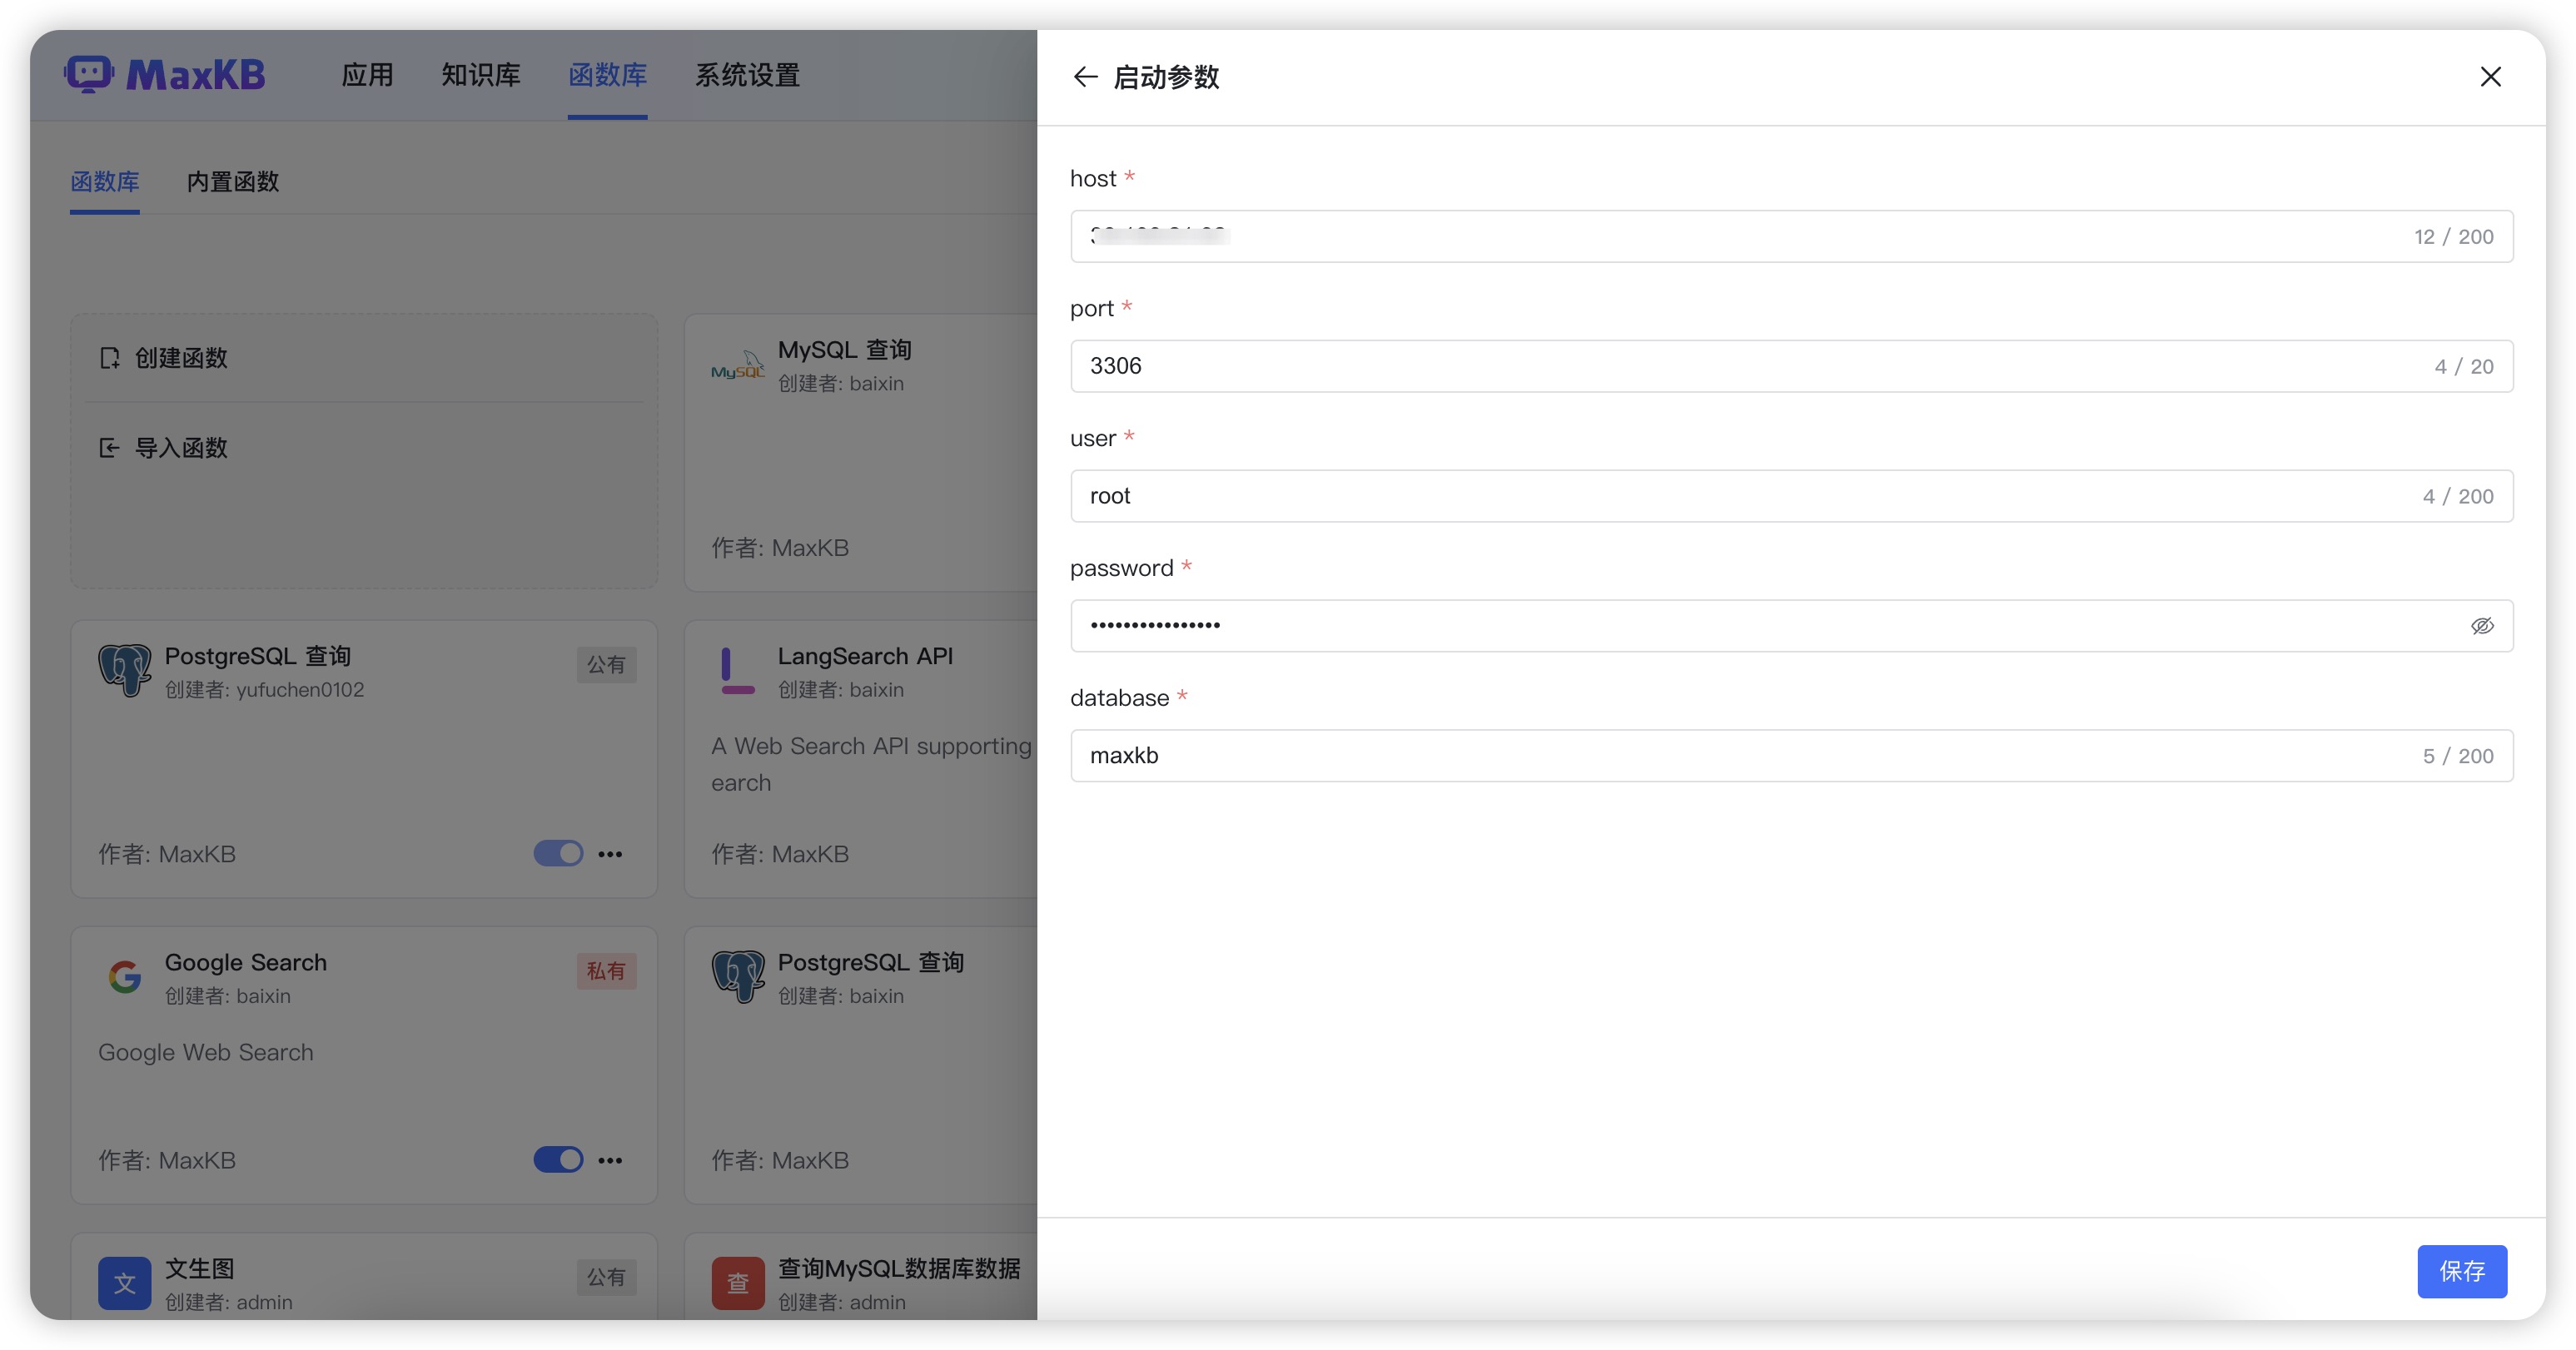 MaxKB
应用
知识库
函数库
系统设置
函数库
内置函数
创建函数
导入函数
MySQL
MySQL 查询
创建者: baixin
作者: MaxKB
PostgreSQL 查询
公有
创建者: yufuchen0102
作者: MaxKB
LangSearch API
创建者: baixin
A Web Search API supporting
earch
作者: MaxKB
Google Search
私有
创建者: baixin
Google Web Search
作者: MaxKB
PostgreSQL 查询
创建者: baixin
作者: MaxKB
文
文生图
公有
创建者: admin
查
查询MySQL数据库数据
创建者: admin
启动参数
host *
12 / 200
port *
3306
4 / 20
user *
root
4 / 200
password *
••••••••••••••••
database *
maxkb
5 / 200
保存